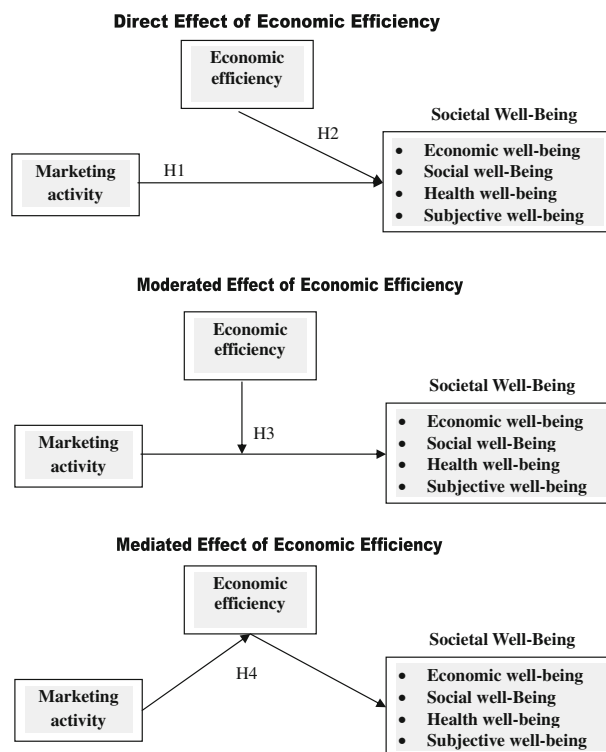 Direct Effect of Economic Efficiency
Economic
efficiency
Societal Well-Being
H2
• Economic well-being
Marketing
activity
H1
• Social well-Being
• Health well-being
• Subjective well-being
Moderated Effect of Economic Efficiency
Economic
efficiency
Societal Well-Being
H3
• Economic well-being
Marketing
activity
• Social well-Being
• Health well-being
• Subjective well-being
Mediated Effect of Economic Efficiency
Economic
efficiency
Societal Well-Being
H4
• Economic well-being
Marketing
activity
• Social well-Being
• Health well-being
• Subjective well-being